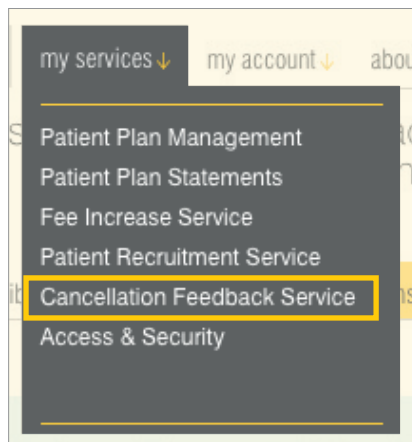 my services↓ my account↓
Patient Plan Management
Patient Plan Statements
Fee Increase Service
Patient Recruitment Service
Cancellation Feedback Service
Access & Security